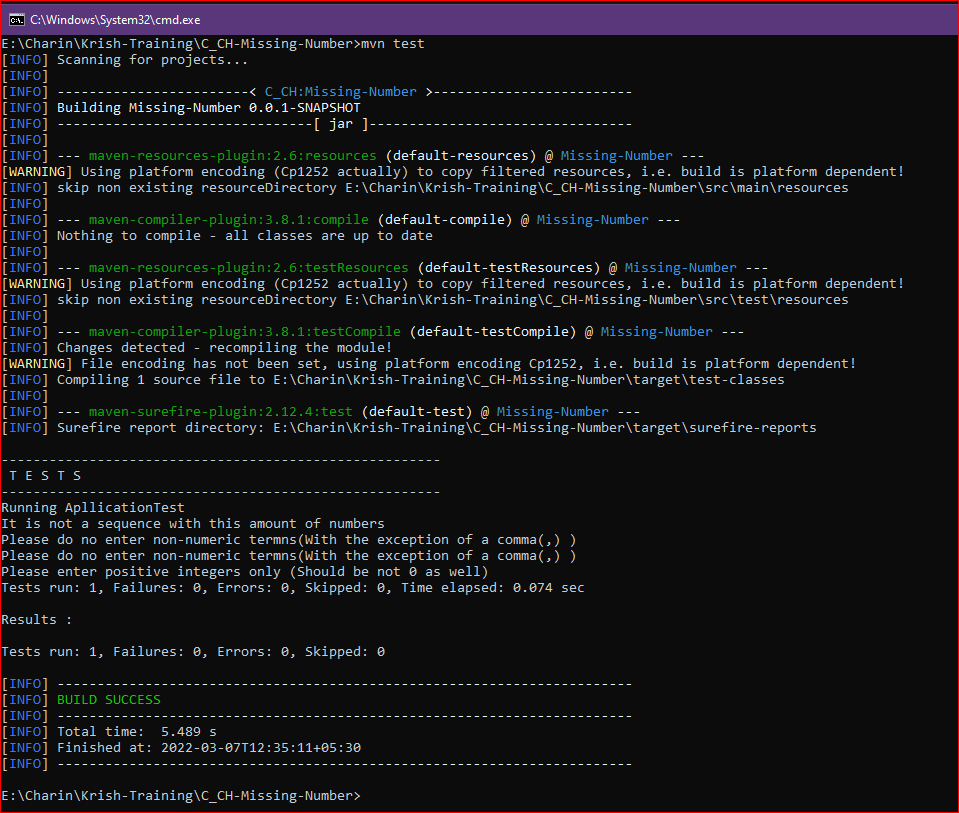 C:\Windows\System32\cmd.exe
E:\Charin\Krish-Training\C_CH-Missing-Number>mvn test
[INFO] Scanning for projects...
[INFO]
[INFO] ------------------------< C_CH:Missing-Number >-------------------------
[INFO] Building Missing-Number 0.0.1-SNAPSHOT
[INFO] --------------------------------[ jar ]---------------------------------
[INFO]
[INFO] --- maven-resources-plugin:2.6:resources (default-resources) @ Missing-Number ---
[WARNING] Using platform encoding (Cp1252 actually) to copy filtered resources, i.e. build is platform dependent!
[INFO] skip non existing resourceDirectory E:\Charin\Krish-Training\C_CH-Missing-Number\src\main\resources
[INFO]
[INFO] --- maven-compiler-plugin:3.8.1:compile (default-compile) @ Missing-Number ---
[INFO] Nothing to compile - all classes are up to date
[INFO]
[INFO] --- maven-resources-plugin:2.6:testResources (default-testResources) @ Missing-Number ---
[WARNING] Using platform encoding (Cp1252 actually) to copy filtered resources, i.e. build is platform dependent!
[INFO] skip non existing resourceDirectory E:\Charin\Krish-Training\C_CH-Missing-Number\src\test\resources
[INFO]
[INFO] --- maven-compiler-plugin:3.8.1:testCompile (default-testCompile) @ Missing-Number ---
[INFO] Changes detected - recompiling the module!
[WARNING] File encoding has not been set, using platform encoding Cp1252, i.e. build is platform dependent!
[INFO] Compiling 1 source file to E:\Charin\Krish-Training\C_CH-Missing-Number\target\test-classes
[INFO]
[INFO] --- maven-surefire-plugin:2.12.4:test (default-test) @ Missing-Number ---
[INFO] Surefire report directory: E:\Charin\Krish-Training\C_CH-Missing-Number\target\surefire-reports
-------------------------------------------------------
T E S T S
-------------------------------------------------------
Running ApllicationTest
It is not a sequence with this amount of numbers
Please do no enter non-numeric termns(With the exception of a comma(,) )
Please do no enter non-numeric termns(With the exception of a comma(,) )
Please enter positive integers only (Should be not 0 as well)
Tests run: 1, Failures: 0, Errors: 0, Skipped: 0, Time elapsed: 0.074 sec
Results :
Tests run: 1, Failures: 0, Errors: 0, Skipped: 0
[INFO] ------------------------------------------------------------------------
[INFO] BUILD SUCCESS
[INFO] ------------------------------------------------------------------------
[INFO] Total time:  5.489 s
[INFO] Finished at: 2022-03-07T12:35:11+05:30
[INFO] ------------------------------------------------------------------------
E:\Charin\Krish-Training\C_CH-Missing-Number>